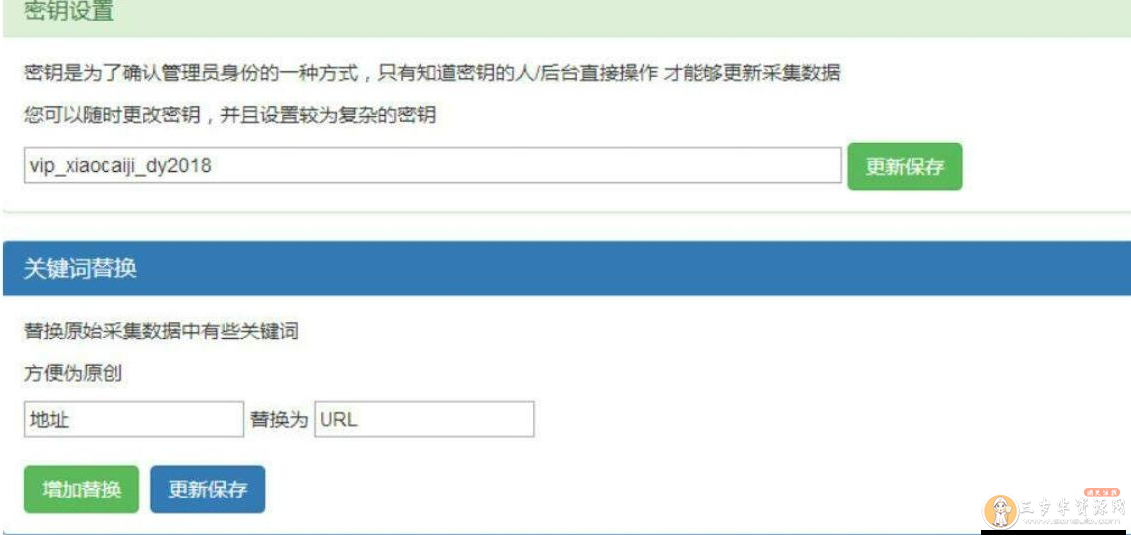 密钥设置
密钥是为了确认管理员身份的一种方式，只有知道密钥的人/后台直接操作 才能够更新采集数据
您可以随时更改密钥，并且设置较为复杂的密钥
vip_xiaocaiji_dy2018 更新保存
关键词替换
替换原始采集数据中有些关键词
方便伪原创
地址 替换为 URL
增加替换 更新保存
三步宇资源网